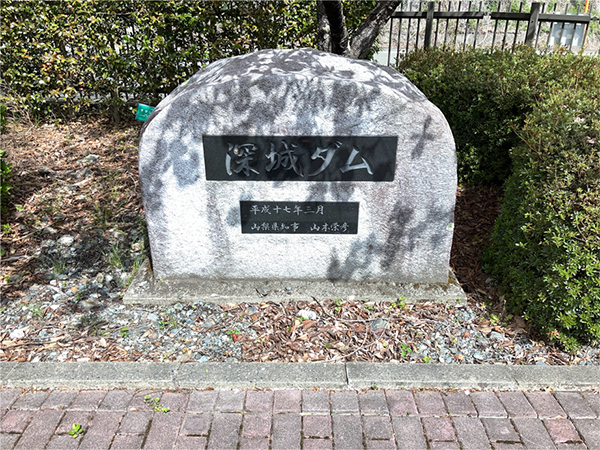 深城ダム
平成十七年三月
山梨県知事 山本栄彦